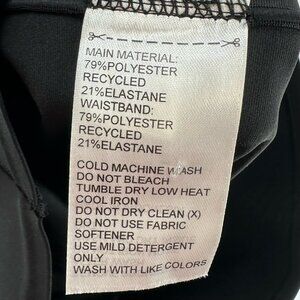 MAIN MATERIAL:
79%POLYESTER
RECYCLED
21%ELASTANE
WAISTBAND:
79%POLYESTER
RECYCLED
21%ELASTANE
COLD MACHINE WASH
DO NOT BLEACH
TUMBLE DRY LOW HEAT
COOL IRON
DO NOT DRY CLEAN (X)
DO NOT USE FABRIC
SOFTENER
USE MILD DETERGENT
ONLY
WASH WITH LIKE COLORS